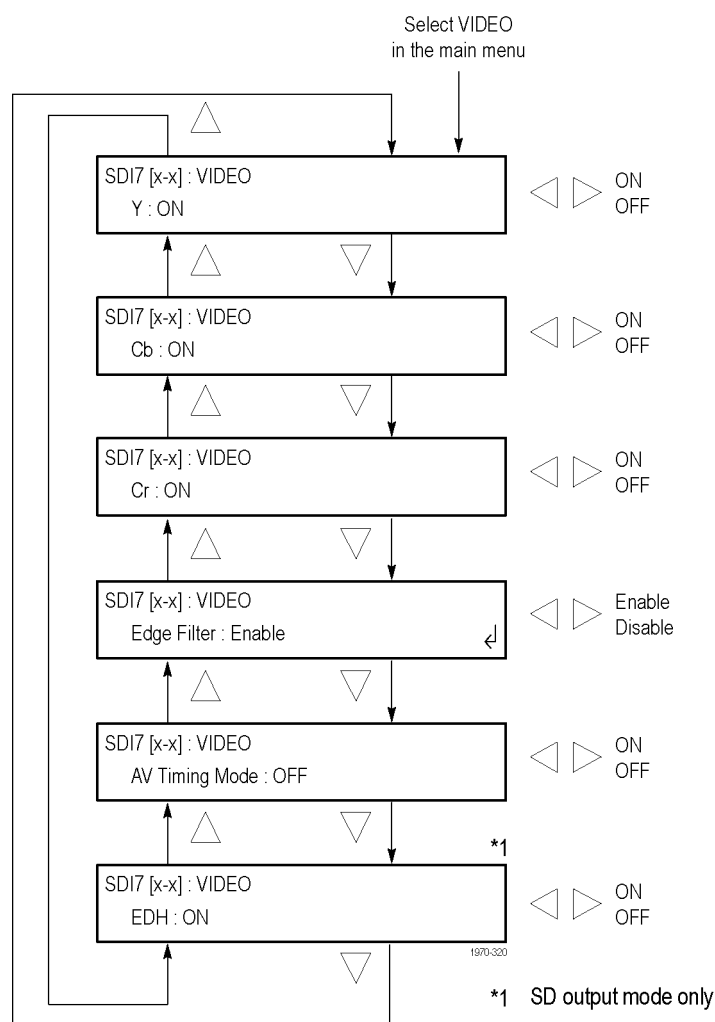 Select VIDEO
in the main menu
SDI7 [x-x] : VIDEO
Y : ON
ON
OFF
SDI7 [x-x] : VIDEO
Cb : ON
ON
OFF
SDI7 [x-x] : VIDEO
Cr : ON
ON
OFF
SDI7 [x-x] : VIDEO
Edge Filter : Enable
Enable
Disable
SDI7 [x-x] : VIDEO
AV Timing Mode : OFF
ON
OFF
*1
SDI7 [x-x] : VIDEO
EDH : ON
ON
OFF
1970-320
*1 SD output mode only